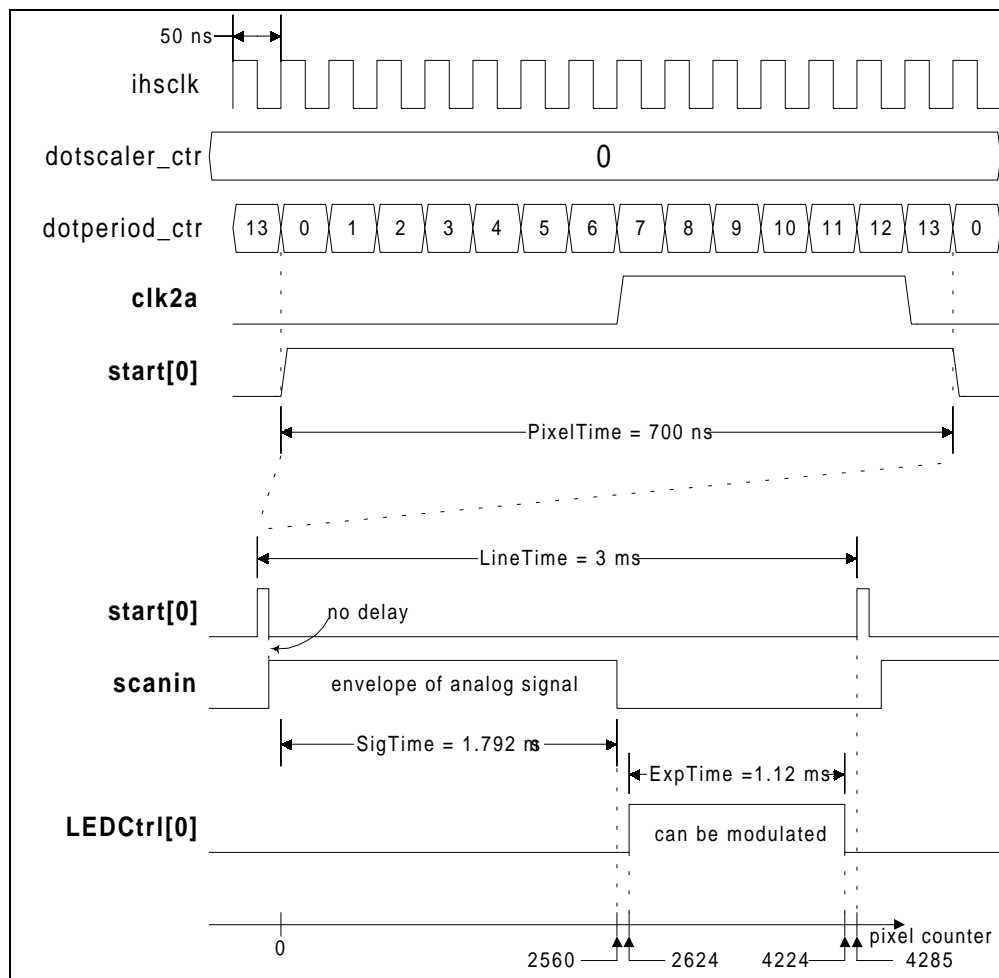 50 ns
ihsclk
dotscaler_ctr
0
dotperiod_ctr
13 0 1 2 3 4 5 6 7 8 9 10 11 12 13 0
clk2a
start[0]
PixelTime = 700 ns
LineTime = 3 ms
start[0]
no delay
scanin
envelope of analog signal
SigTime = 1.792 ms
ExpTime =1.12 ms
LEDCtrl[0]
can be modulated
pixel counter
0
2560 2624 4224 4285